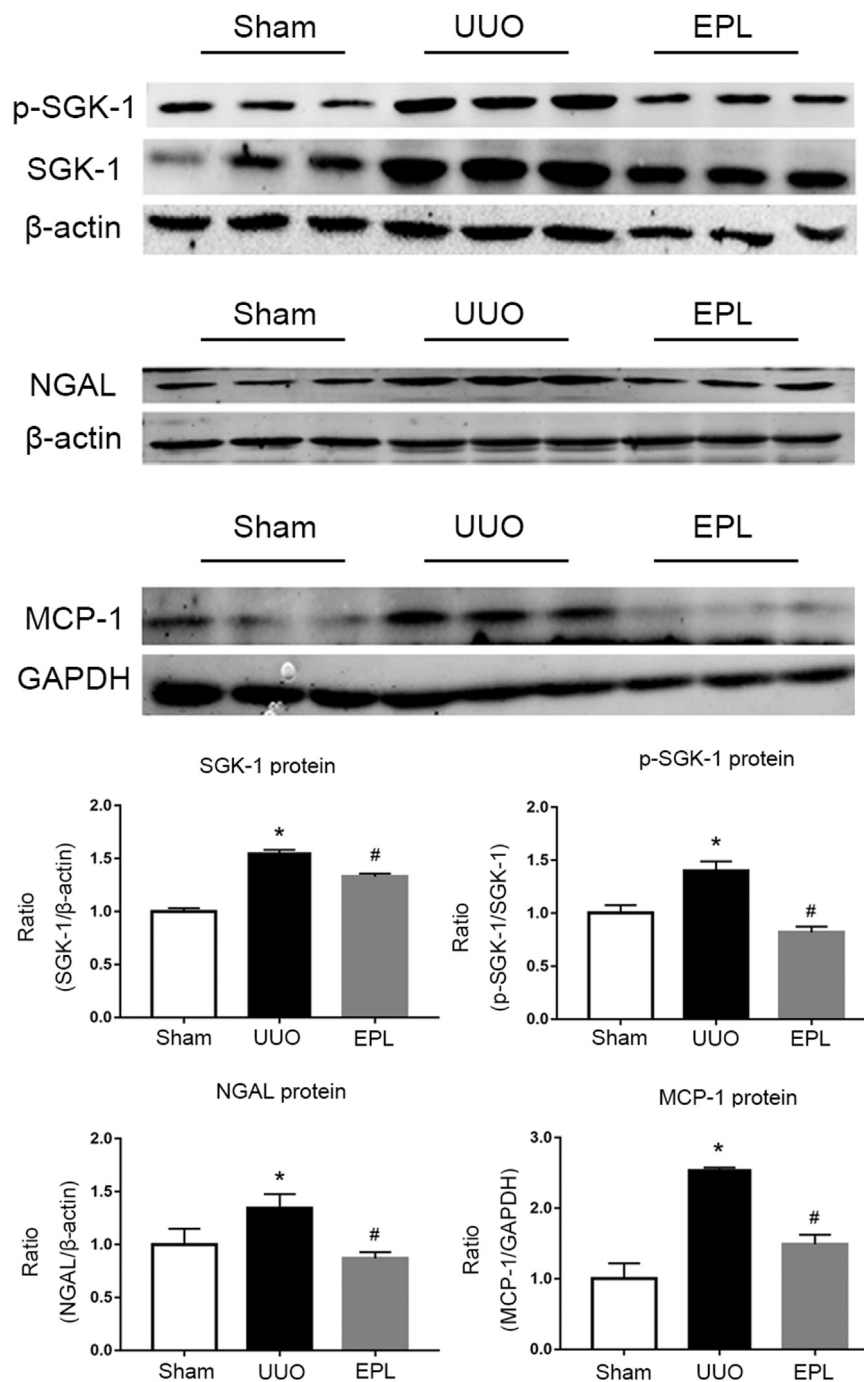 Sham UUO EPL
p-SGK-1
SGK-1
β-actin
Sham UUO EPL
NGAL
β-actin
Sham UUO EPL
MCP-1
GAPDH
SGK-1 protein
Ratio
(SGK-1/β-actin)
2.0
1.5
1.0
0.5
0.0
*
#
Sham UUO EPL
p-SGK-1 protein
Ratio
(p-SGK-1/SGK-1)
2.0
1.5
1.0
0.5
0.0
*
#
Sham UUO EPL
NGAL protein
Ratio
(NGAL/β-actin)
2.0
1.5
1.0
0.5
0.0
*
#
Sham UUO EPL
MCP-1 protein
Ratio
(MCP-1/GAPDH)
3.0
2.0
1.0
0.0
*
#
Sham UUO EPL